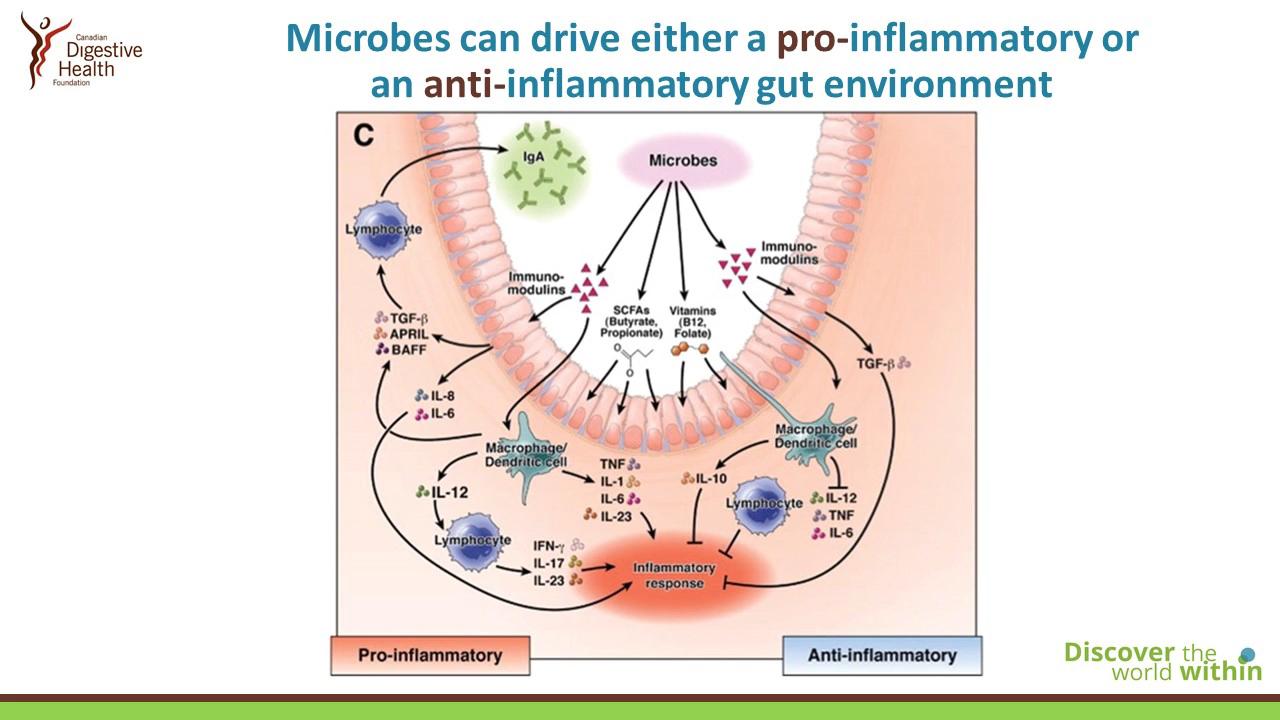 Canadian
Digestive
Health
Foundation
Microbes can drive either a pro-inflammatory or
an anti-inflammatory gut environment
C
IgA
Microbes
Lymphocyte
Immuno-
modulins
Immuno-
modulins
SCFAs
(Butyrate,
Propionate)
O
O
Vitamins
(B12,
Folate)
TGF-β
APRIL
BAFF
TGF-β
IL-8
IL-6
Macrophage/
Dendritic cell
Macrophage/
Dendritic cell
IL-12
Lymphocyte
TNF
IL-1
IL-6
IL-23
IL-10
Lymphocyte
IL-12
TNF
IL-6
IFN-γ
IL-17
IL-23
Inflammatory
response
Pro-inflammatory
Anti-inflammatory
Discover the
world within